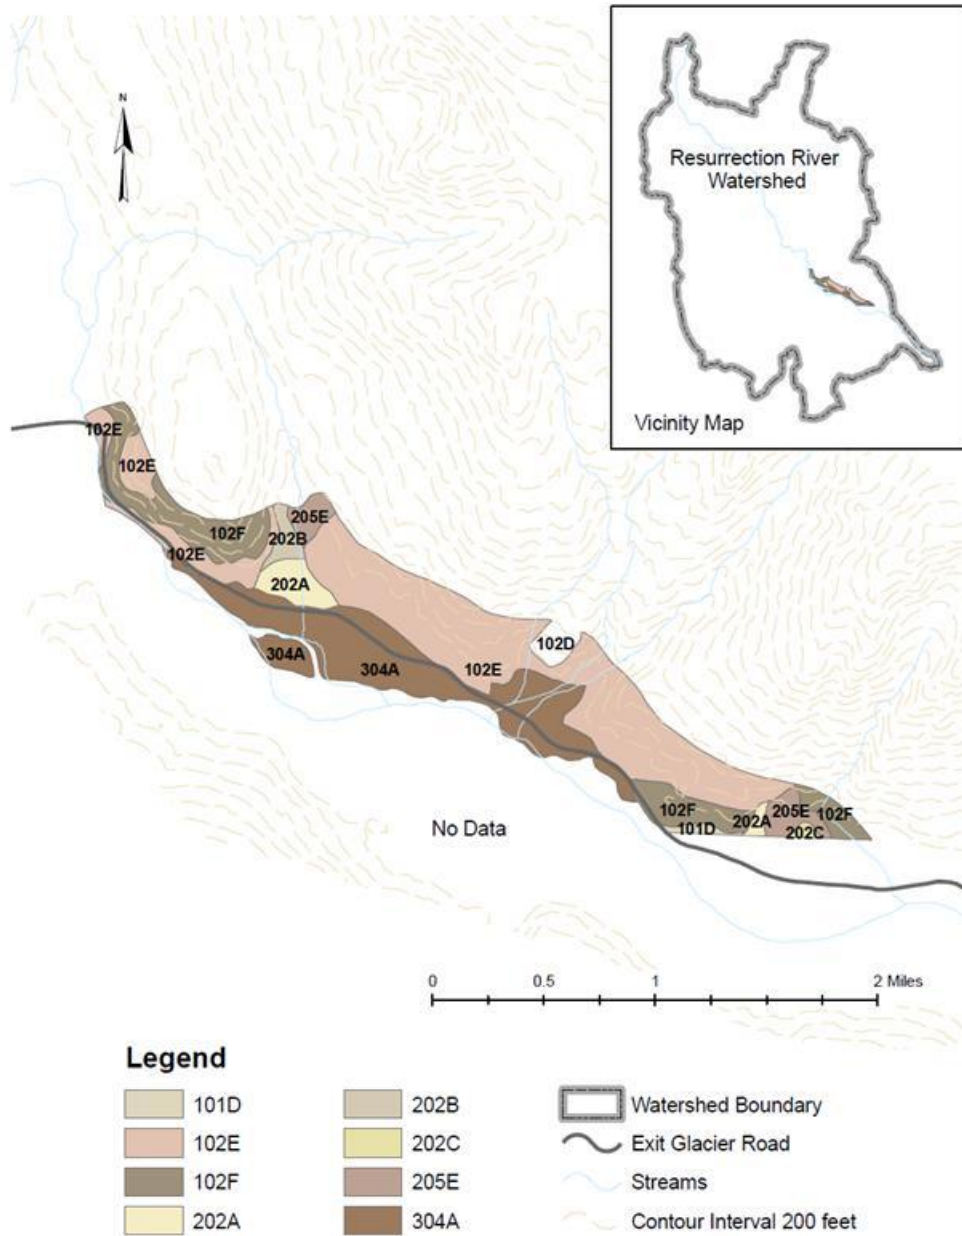 N
Resurrection River
Watershed
Vicinity Map
102E
102E
102F
102E
202B
205E
202A
304A
304A
102E
102D
102F
101D
202A
205E
202C
102F
No Data
0 0.5 1 2 Miles
Legend
101D
102E
102F
202A
202B
202C
205E
304A
Watershed Boundary
Exit Glacier Road
Streams
Contour Interval 200 feet